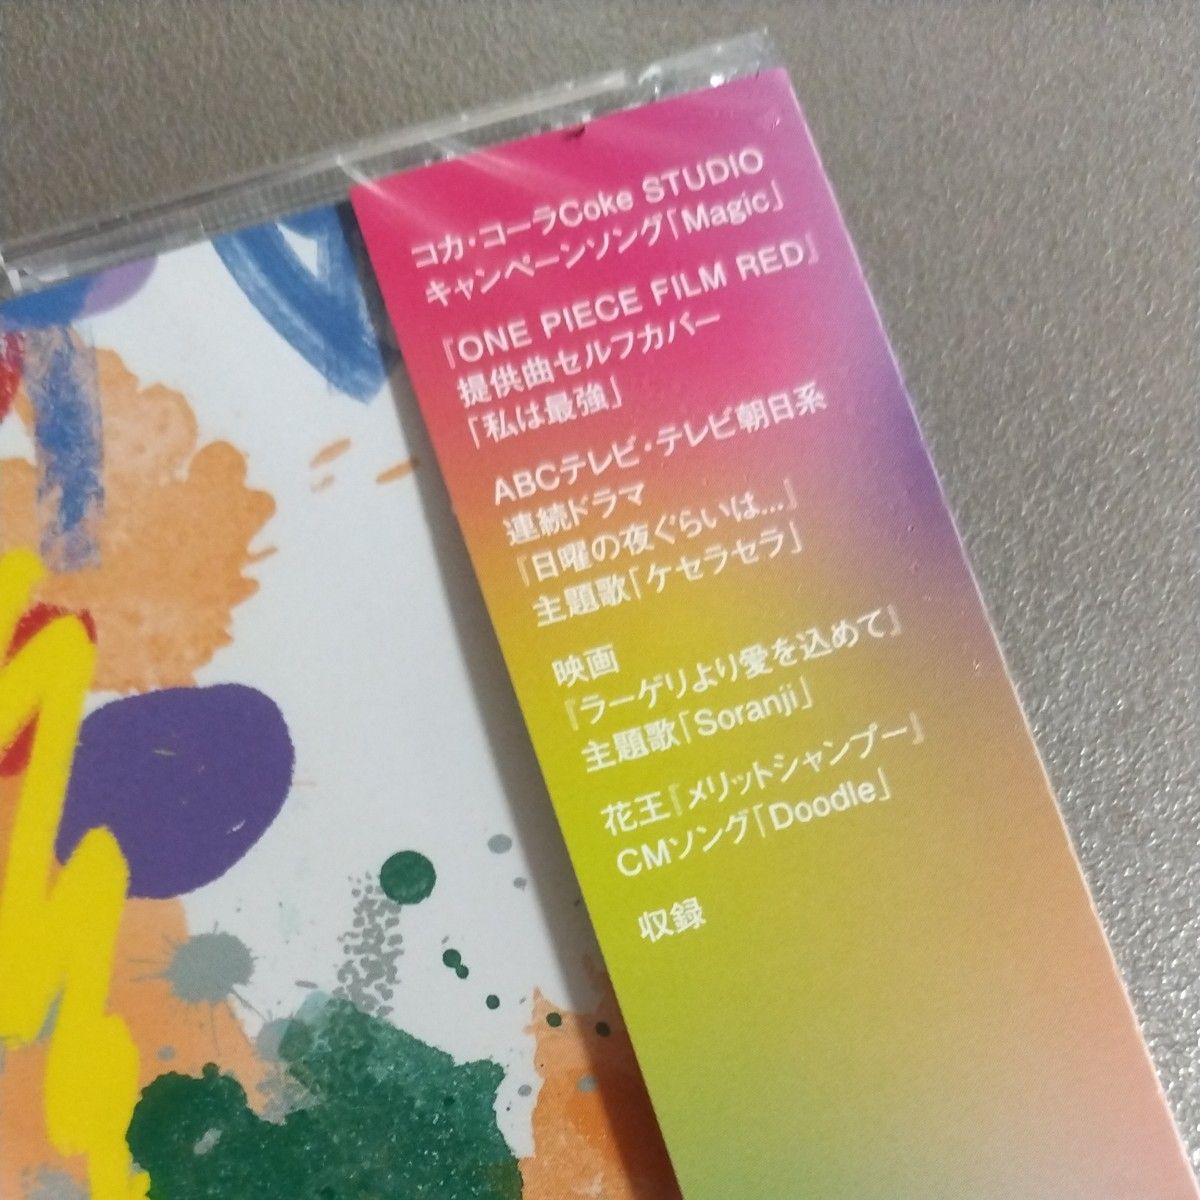 コカ・コーラCoke STUDIO
キャンペーンソング「Magic」
『ONE PIECE FILM RED』
提供曲セルフカバー
「私は最強」
ABCテレビ・テレビ朝日系
連続ドラマ
『日曜の夜ぐらいは...』
主題歌「ケセラセラ」
映画
『ラーゲリより愛を込めて』
主題歌「Soranji」
花王『メリットシャンプー』
CMソング「Doodle」
収録